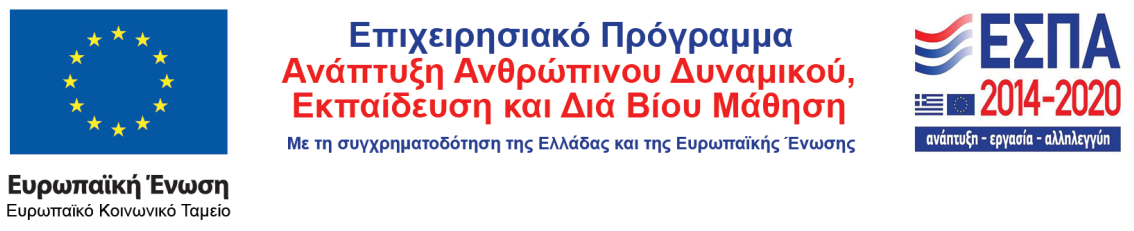 Επιχειρησιακό Πρόγραμμα
Ανάπτυξη Ανθρώπινου Δυναμικού,
Εκπαίδευση και Διά Βίου Μάθηση
Με τη συγχρηματοδότηση της Ελλάδας και της Ευρωπαϊκής Ένωσης
Ευρωπαϊκή Ένωση
Ευρωπαϊκό Κοινωνικό Ταμείο
ΕΣΠΑ
2014-2020
ανάπτυξη - εργασία - αλληλεγγύη